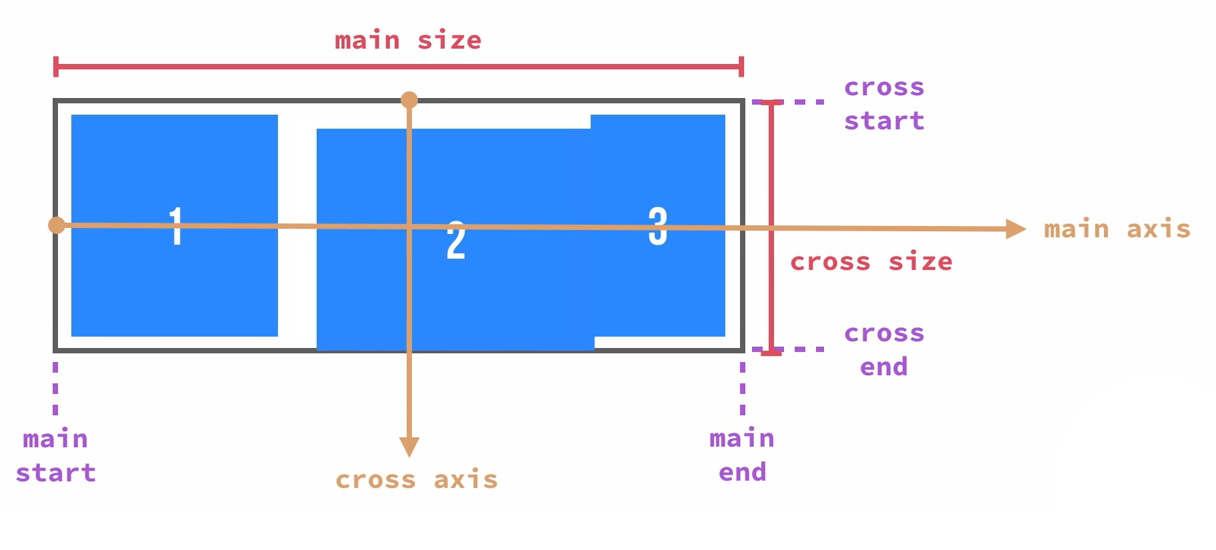 main size
cross
start
1
2
3
main axis
cross size
cross
end
main
start
cross axis
main
end